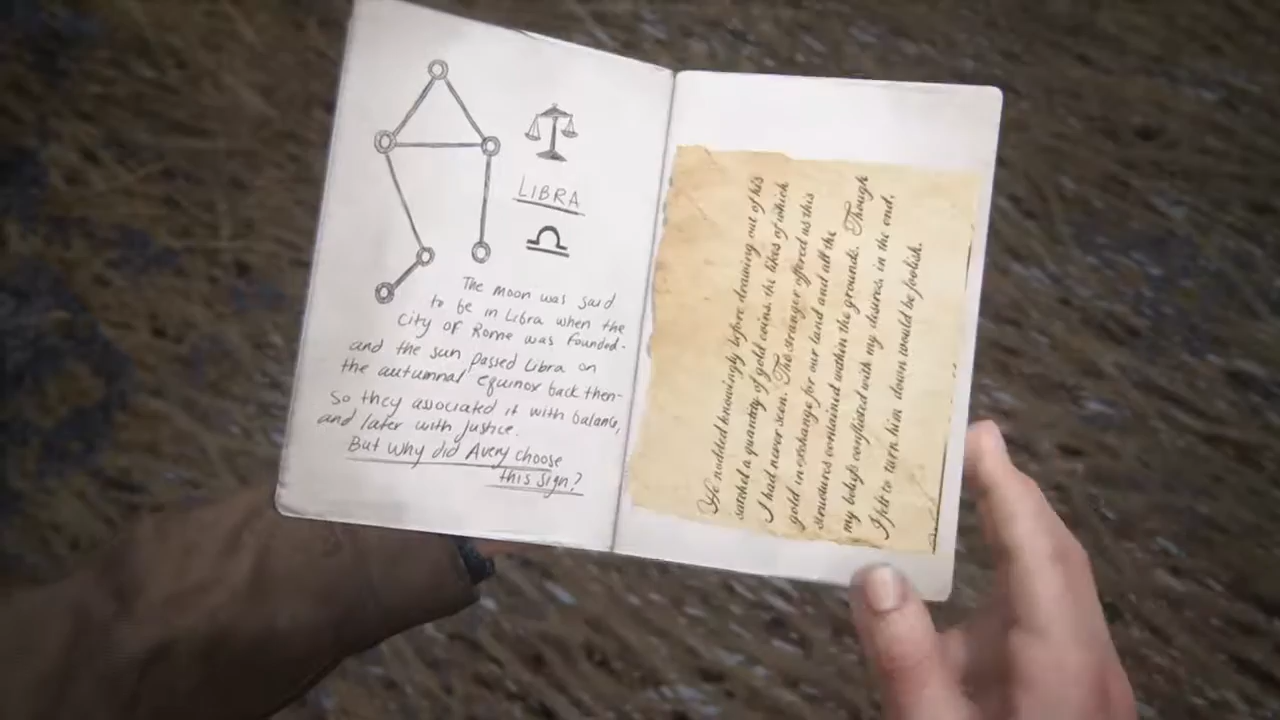 LIBRA
The moon was said
to be in Libra when the
city of Rome was founded-
and the sun passed Libra on
the autumnal equinox back then-
So they associated it with balance,
and later with justice.
But why did Avery choose
this sign?
He nodded knowingly before drawing out of his
satchel a quantity of gold coins, the likes of which
I had never seen. The stranger offered us this
gold in exchange for our land and all the
structures contained within the grounds. Though
my beliefs conflicted with my desires, in the end,
I felt to turn him down would be foolish.